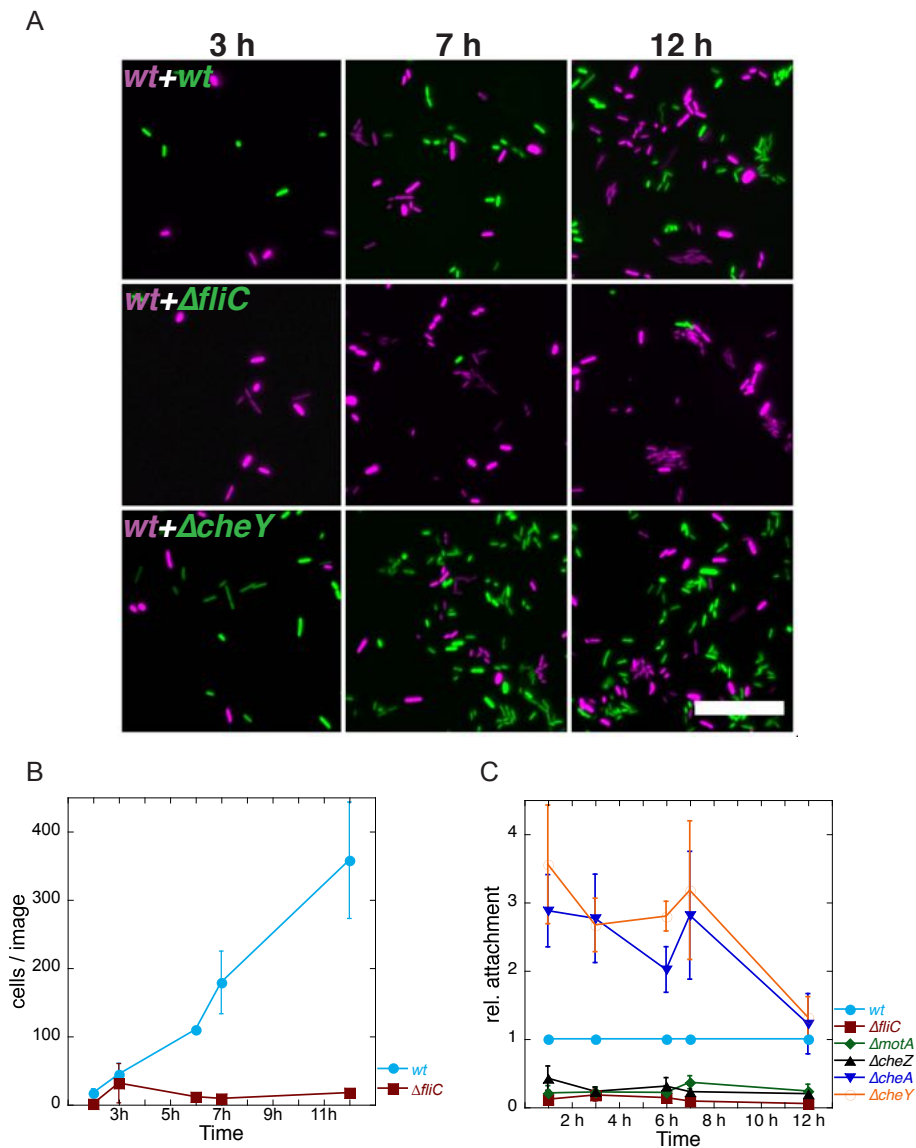 A
3 h 7 h 12 h
wt+wt
wt+ΔfliC
wt+ΔcheY
B
C
400
300
200
100
0
cells / image
3h 5h 7h 9h 11h
Time
wt
ΔfliC
4
3
2
1
0
rel. attachment
2 h 4 h 6 h 8 h 10 h 12 h
Time
wt
ΔfliC
ΔmotA
ΔcheZ
ΔcheA
ΔcheY